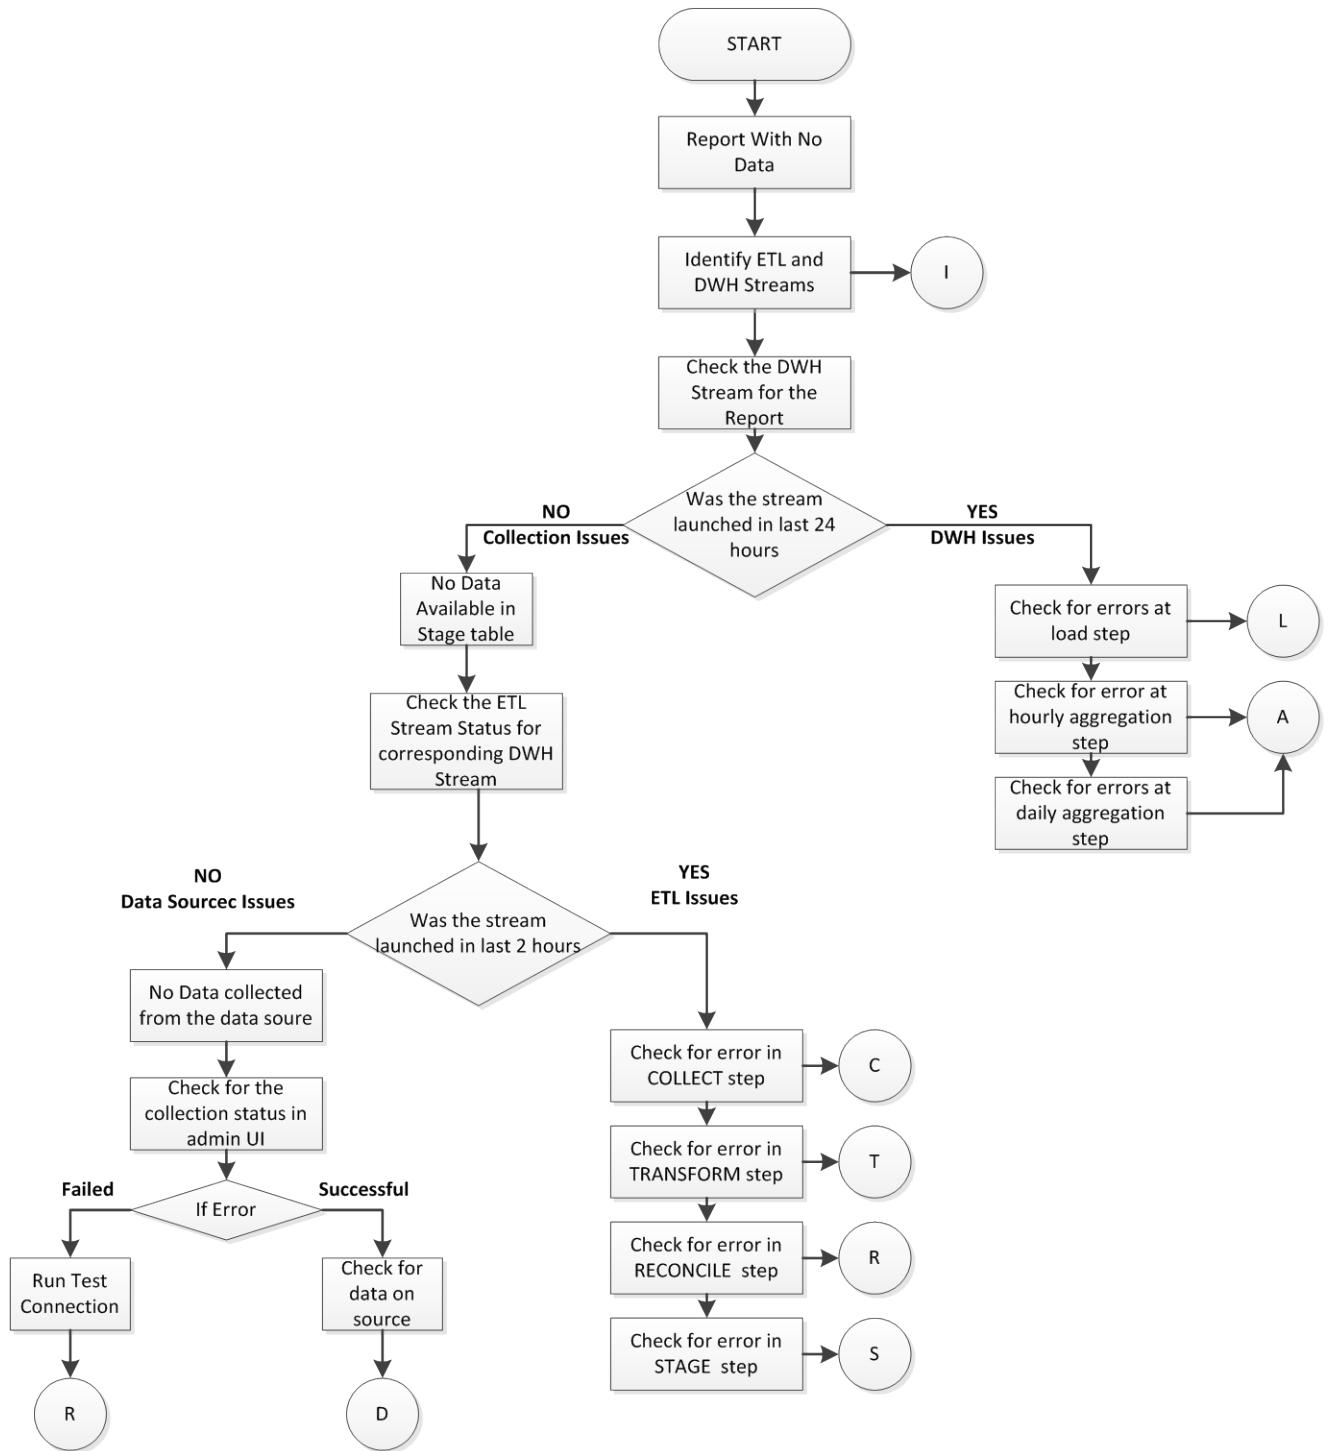 START
Report With No
Data
Identify ETL and
DWH Streams
I
Check the DWH
Stream for the
Report
Was the stream
launched in last 24
hours
NO
Collection Issues
YES
DWH Issues
No Data
Available in
Stage table
Check for errors at
load step
L
Check the ETL
Stream Status for
corresponding DWH
Stream
Check for error at
hourly aggregation
step
A
Check for errors at
daily aggregation
step
NO
Data Sourcec Issues
YES
ETL Issues
Was the stream
launched in last 2 hours
No Data collected
from the data soure
Check for the
collection status in
admin UI
Failed
Successful
If Error
Run Test
Connection
Check for
data on
source
R
D
Check for error in
COLLECT step
C
Check for error in
TRANSFORM step
T
Check for error in
RECONCILE  step
R
Check for error in
STAGE  step
S